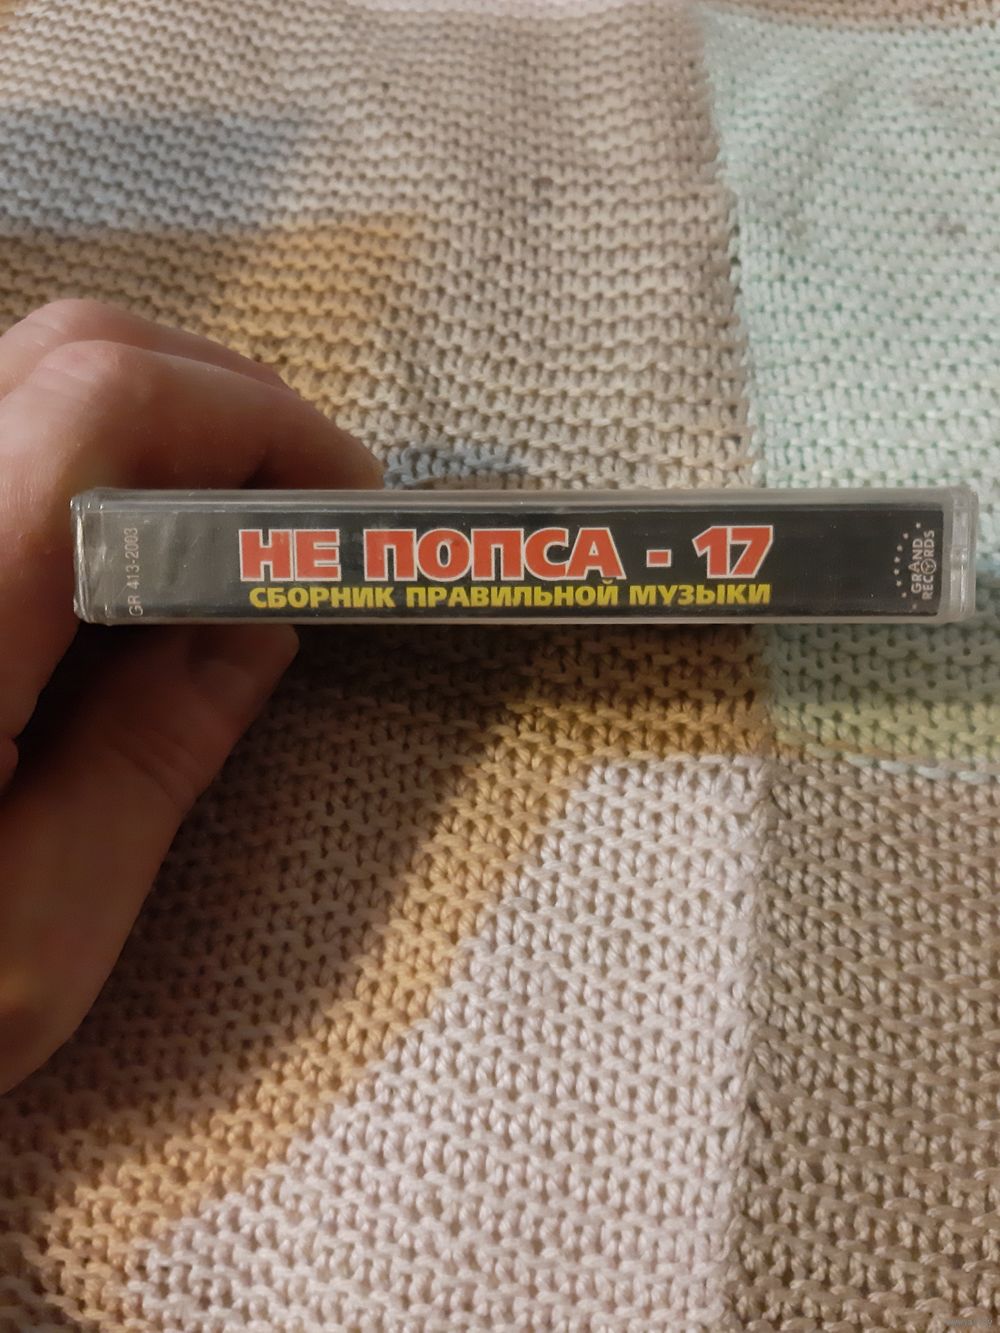 GR 413-2003
НЕ ПОПСА - 17
СБОРНИК ПРАВИЛЬНОЙ МУЗЫКИ
GRAND
RECORDS